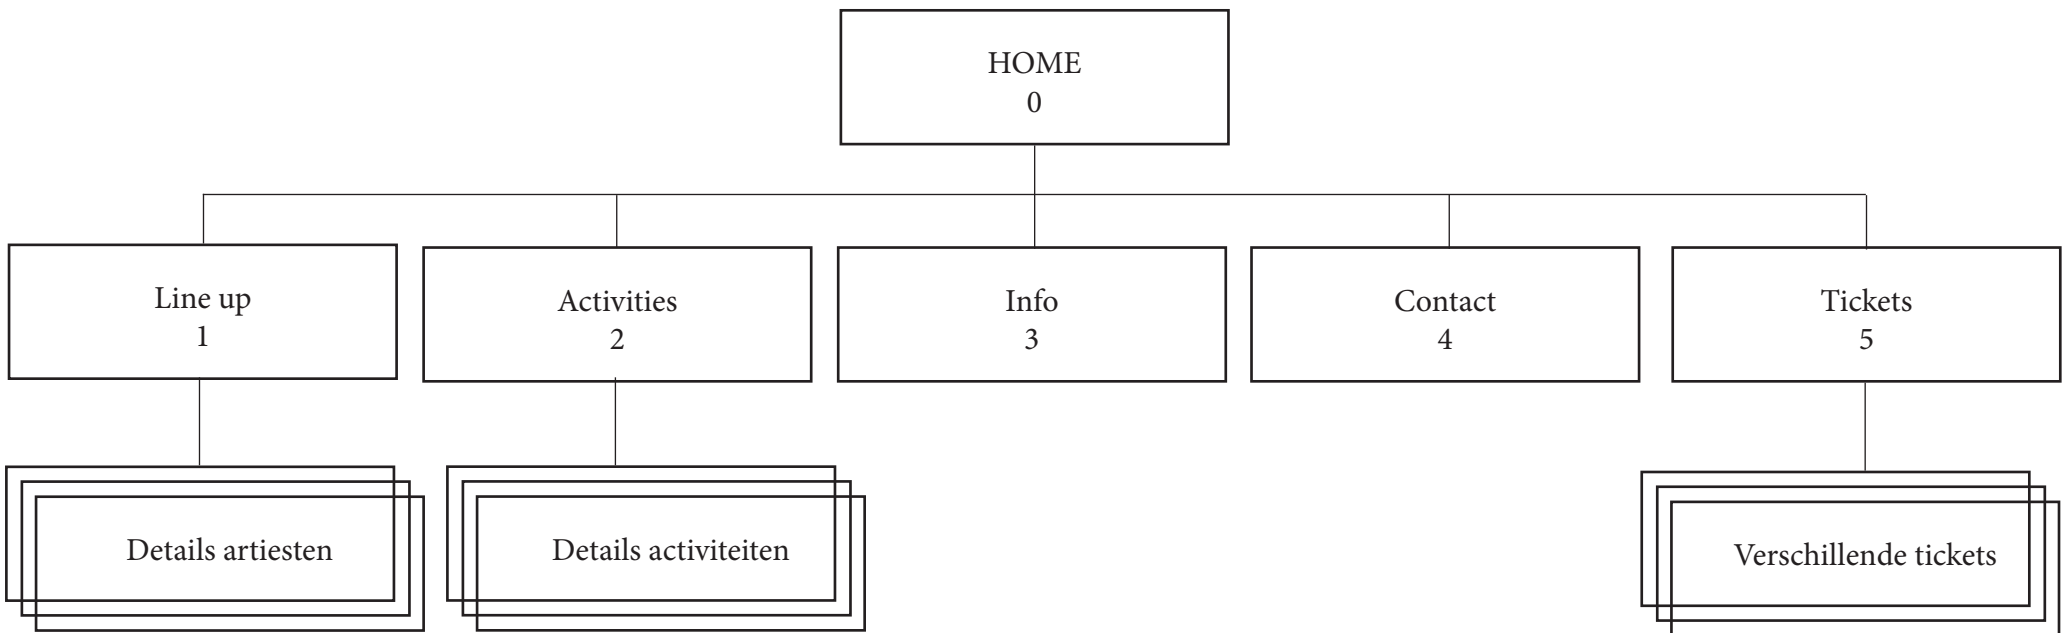 HOME
0
Line up
1
Activities
2
Info
3
Contact
4
Tickets
5
Details artiesten
Details activiteiten
Verschillende tickets